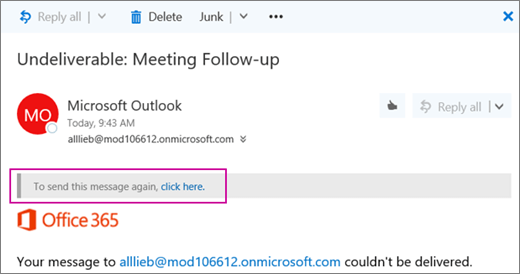 Reply all | Delete Junk | •••
Undeliverable: Meeting Follow-up
MO
Microsoft Outlook
Today, 9:43 AM
Reply all |
alllieb@mod106612.onmicrosoft.com
To send this message again, click here.
Office 365
Your message to alllieb@mod106612.onmicrosoft.com couldn't be delivered.